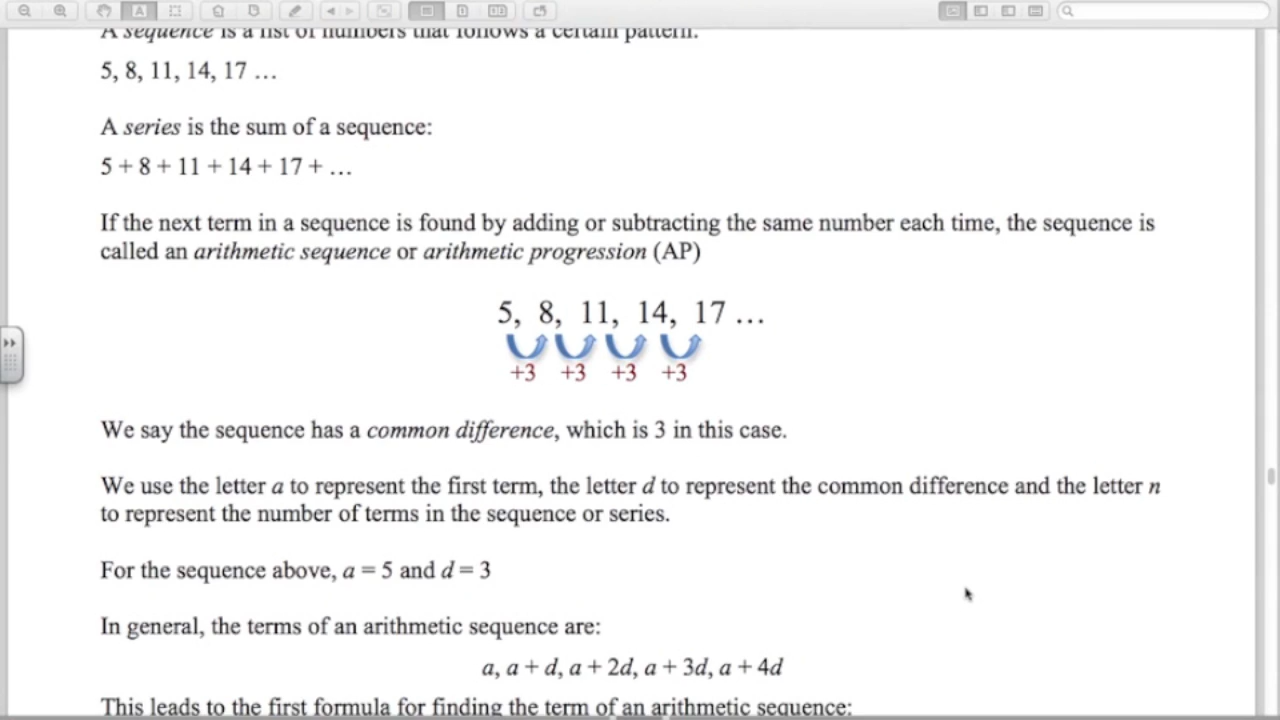 A sequence is a list of numbers that follows a certain pattern.
5, 8, 11, 14, 17 …
A series is the sum of a sequence:
5 + 8 + 11 + 14 + 17 + …
If the next term in a sequence is found by adding or subtracting the same number each time, the sequence is
called an arithmetic sequence or arithmetic progression (AP)
5, 8, 11, 14, 17 …
+3 +3 +3 +3
We say the sequence has a common difference, which is 3 in this case.
We use the letter a to represent the first term, the letter d to represent the common difference and the letter n
to represent the number of terms in the sequence or series.
For the sequence above, a = 5 and d = 3
In general, the terms of an arithmetic sequence are:
a, a + d, a + 2d, a + 3d, a + 4d
This leads to the first formula for finding the term of an arithmetic sequence: